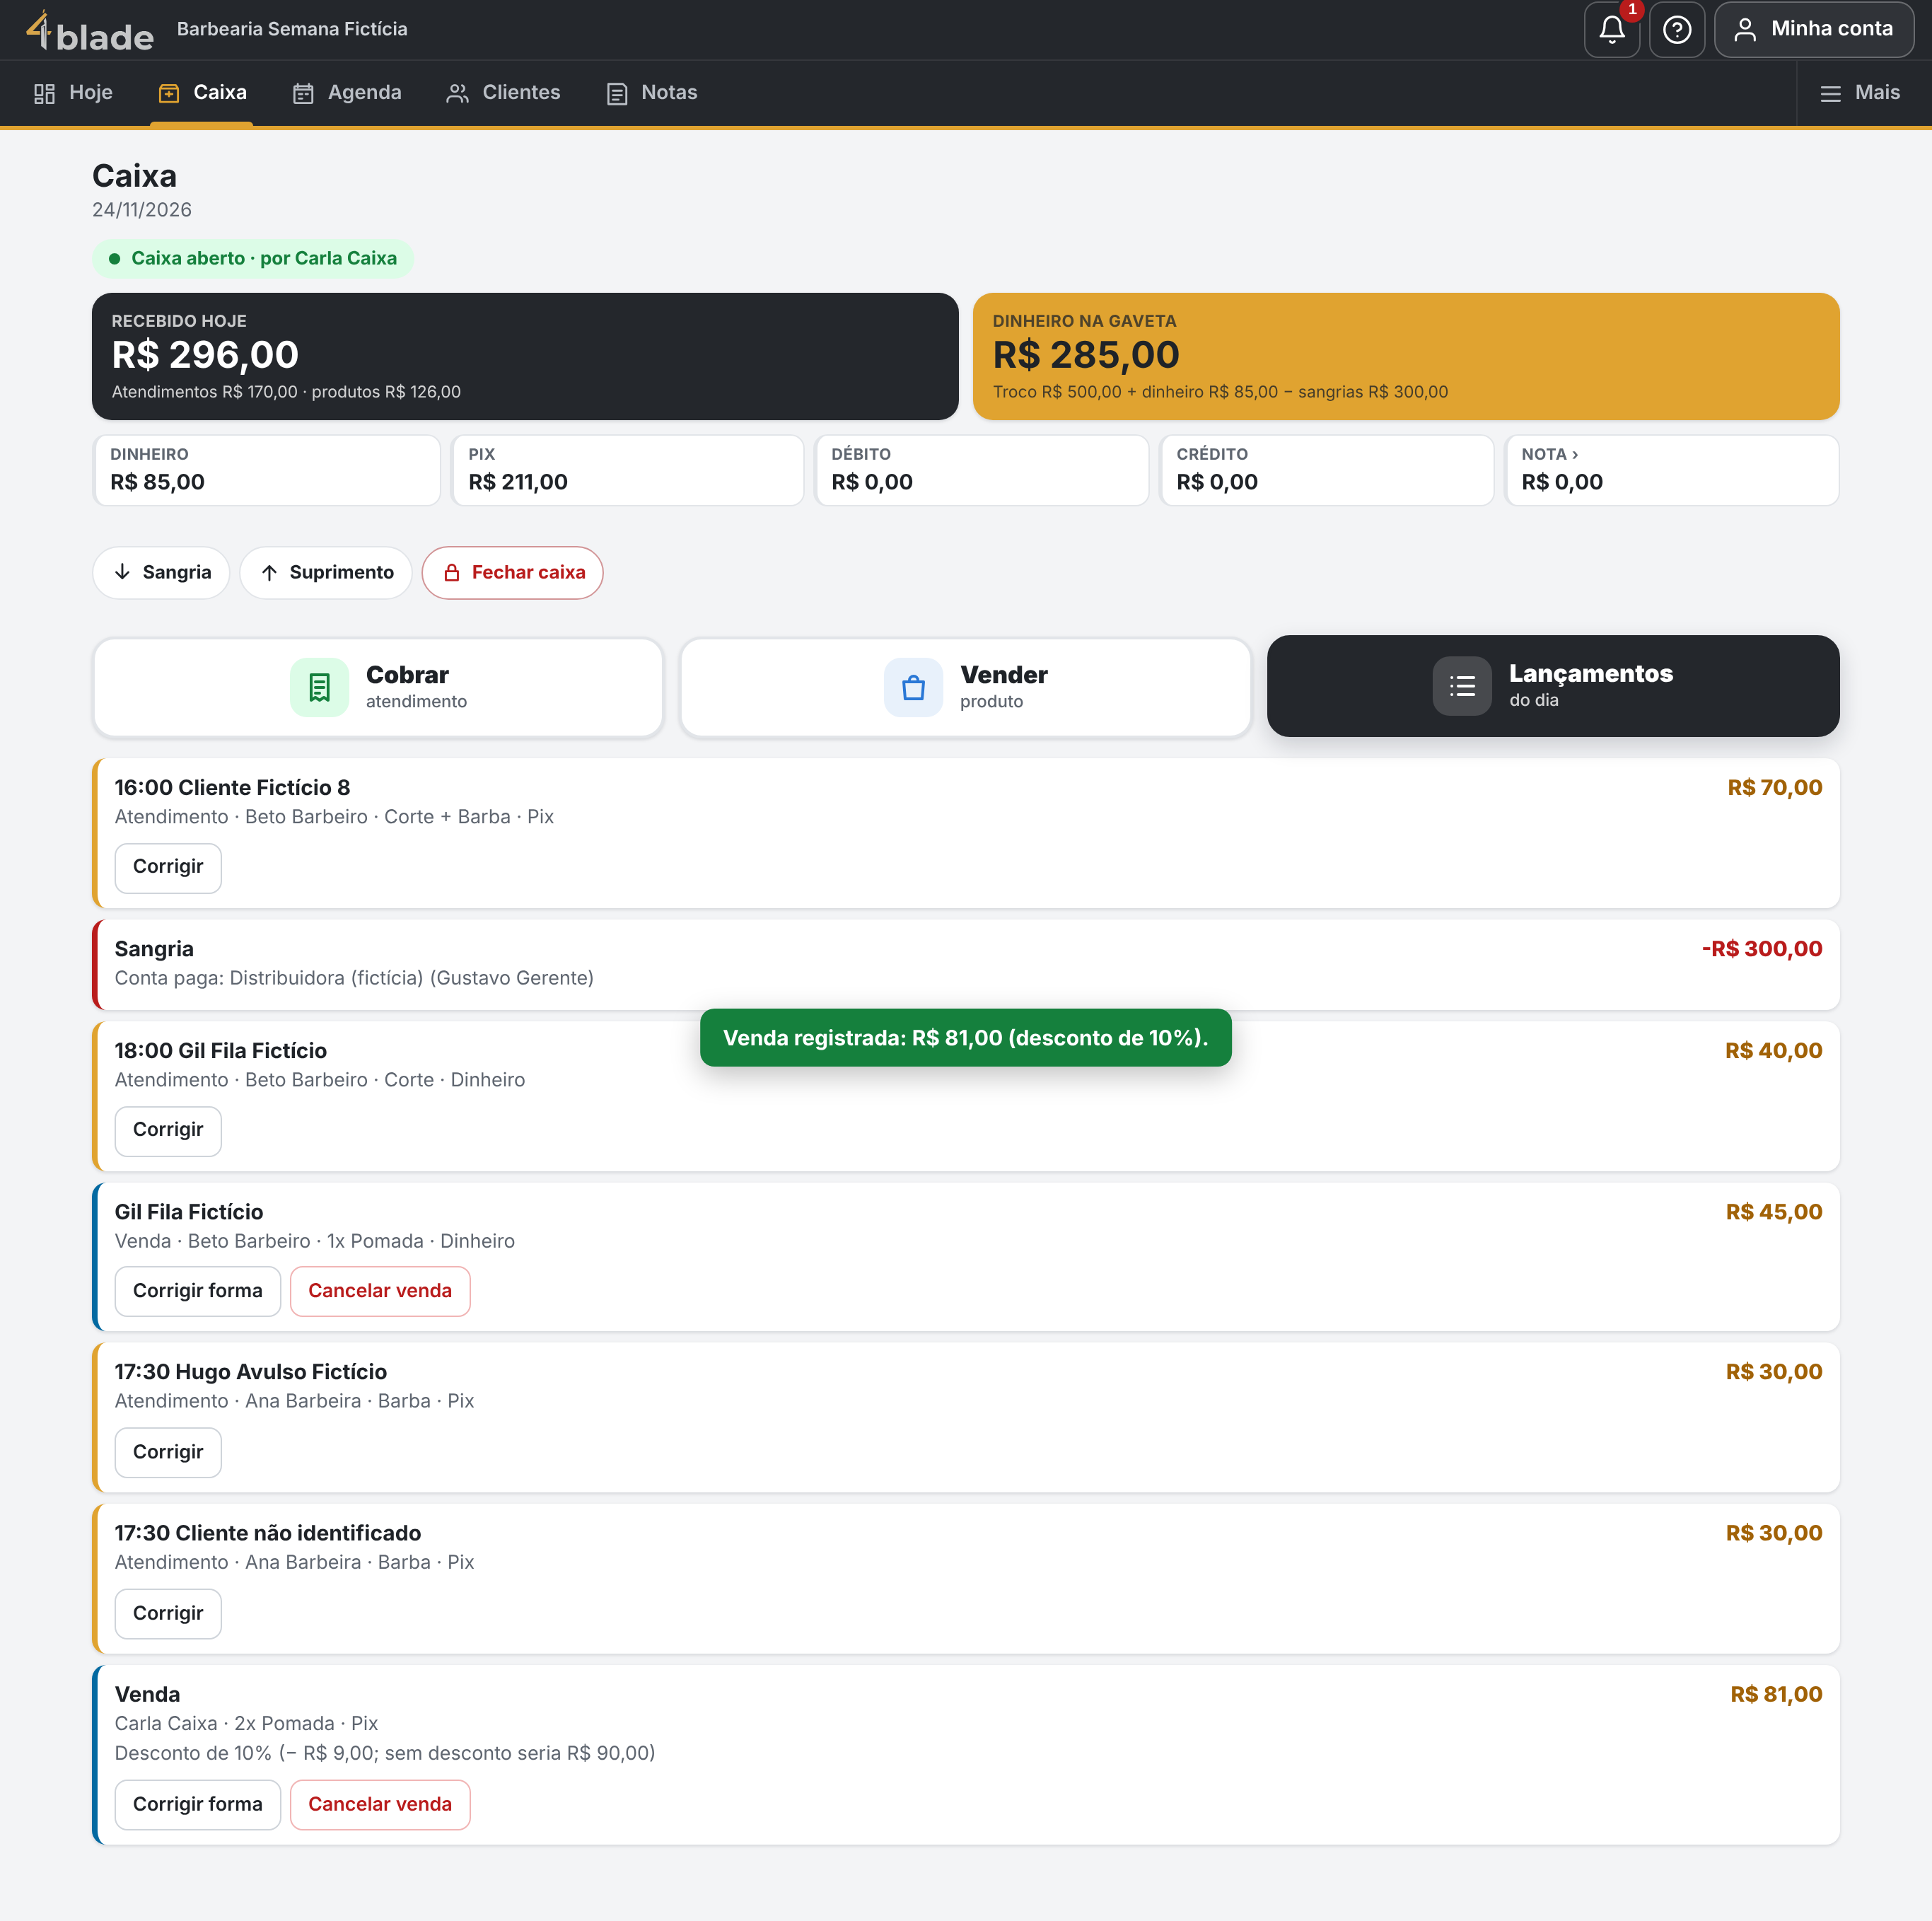 4blade
Barbearia Semana Fictícia
1
Minha conta
Hoje
Caixa
Agenda
Clientes
Notas
Mais
Caixa
24/11/2026
Caixa aberto · por Carla Caixa
RECEBIDO HOJE
R$ 296,00
Atendimentos R$ 170,00 · produtos R$ 126,00
DINHEIRO NA GAVETA
R$ 285,00
Troco R$ 500,00 + dinheiro R$ 85,00 − sangrias R$ 300,00
DINHEIRO
R$ 85,00
PIX
R$ 211,00
DÉBITO
R$ 0,00
CRÉDITO
R$ 0,00
NOTA ›
R$ 0,00
Sangria
Suprimento
Fechar caixa
Cobrar
atendimento
Vender
produto
Lançamentos
do dia
16:00 Cliente Fictício 8
R$ 70,00
Atendimento · Beto Barbeiro · Corte + Barba · Pix
Corrigir
Sangria
-R$ 300,00
Conta paga: Distribuidora (fictícia) (Gustavo Gerente)
Venda registrada: R$ 81,00 (desconto de 10%).
18:00 Gil Fila Fictício
R$ 40,00
Atendimento · Beto Barbeiro · Corte · Dinheiro
Corrigir
Gil Fila Fictício
R$ 45,00
Venda · Beto Barbeiro · 1x Pomada · Dinheiro
Corrigir forma
Cancelar venda
17:30 Hugo Avulso Fictício
R$ 30,00
Atendimento · Ana Barbeira · Barba · Pix
Corrigir
17:30 Cliente não identificado
R$ 30,00
Atendimento · Ana Barbeira · Barba · Pix
Corrigir
Venda
R$ 81,00
Carla Caixa · 2x Pomada · Pix
Desconto de 10% (− R$ 9,00; sem desconto seria R$ 90,00)
Corrigir forma
Cancelar venda